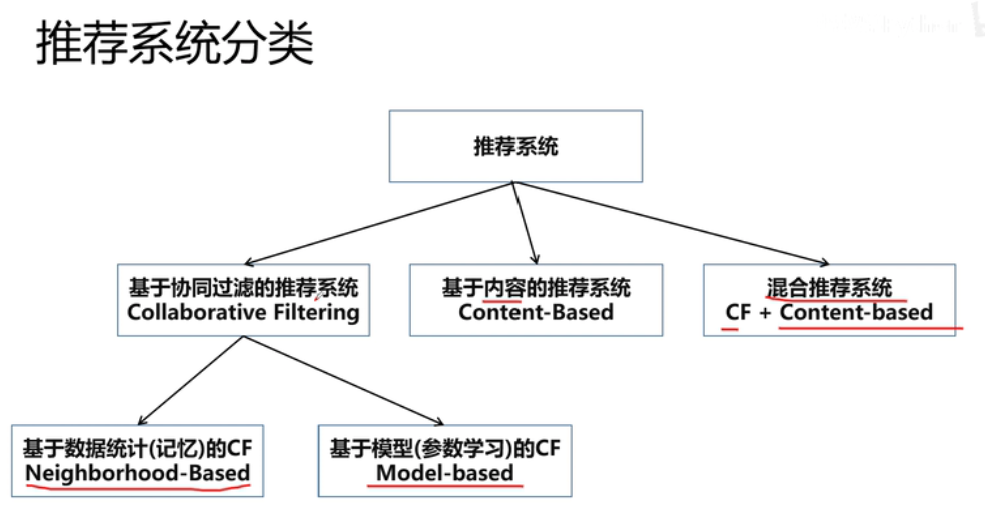 推荐系统分类
推荐系统
基于协同过滤的推荐系统
Collaborative Filtering
基于内容的推荐系统
Content-Based
混合推荐系统
CF + Content-based
基于数据统计(记忆)的CF
Neighborhood-Based
基于模型(参数学习)的CF
Model-based